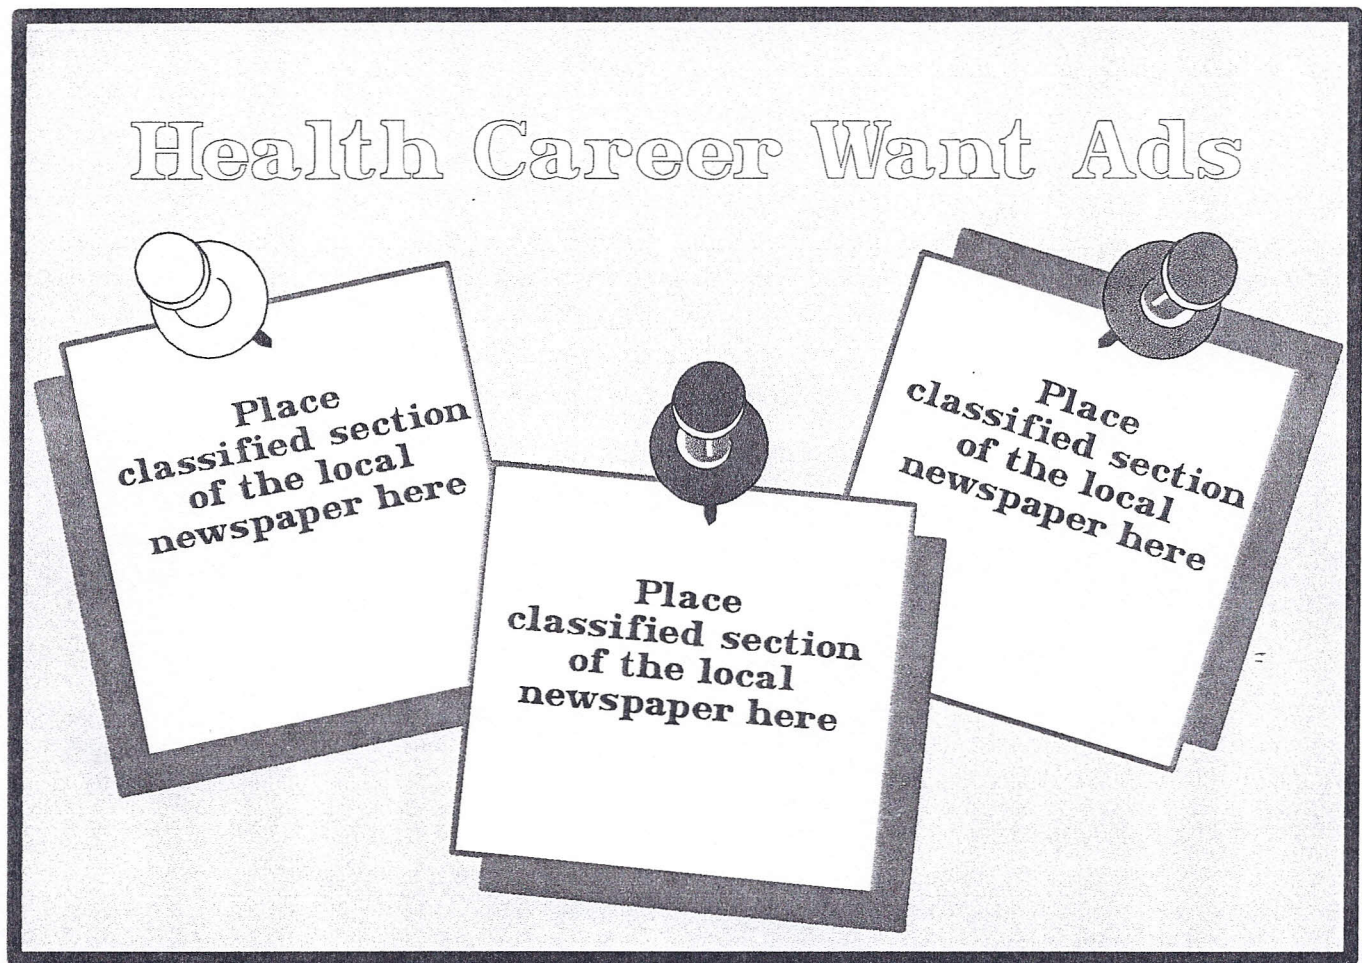 Health Career Want Ads
Place
classified section
of the local
newspaper here
Place
classified section
of the local
newspaper here
Place
classified section
of the local
newspaper here